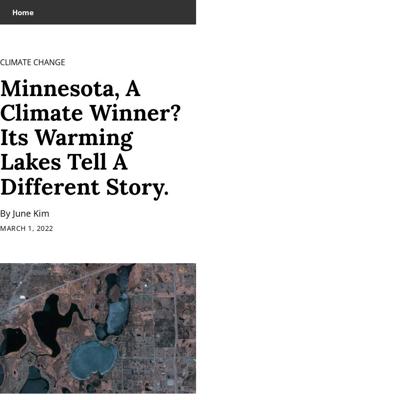 Home
CLIMATE CHANGE
Minnesota, A
Climate Winner?
Its Warming
Lakes Tell A
Different Story.
By June Kim
MARCH 1, 2022